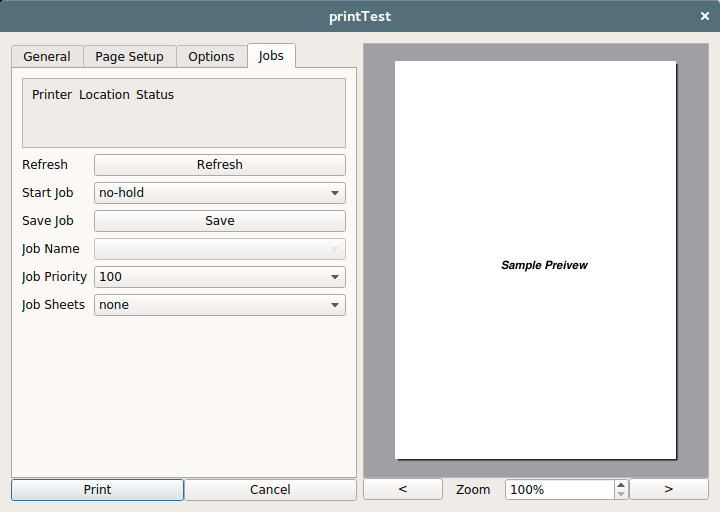 printTest ×
General Page Setup Options Jobs
Printer Location Status
Refresh Refresh
Start Job no-hold
Save Job Save
Job Name
Job Priority 100
Job Sheets none
Sample Preivew
Print Cancel < Zoom 100% >